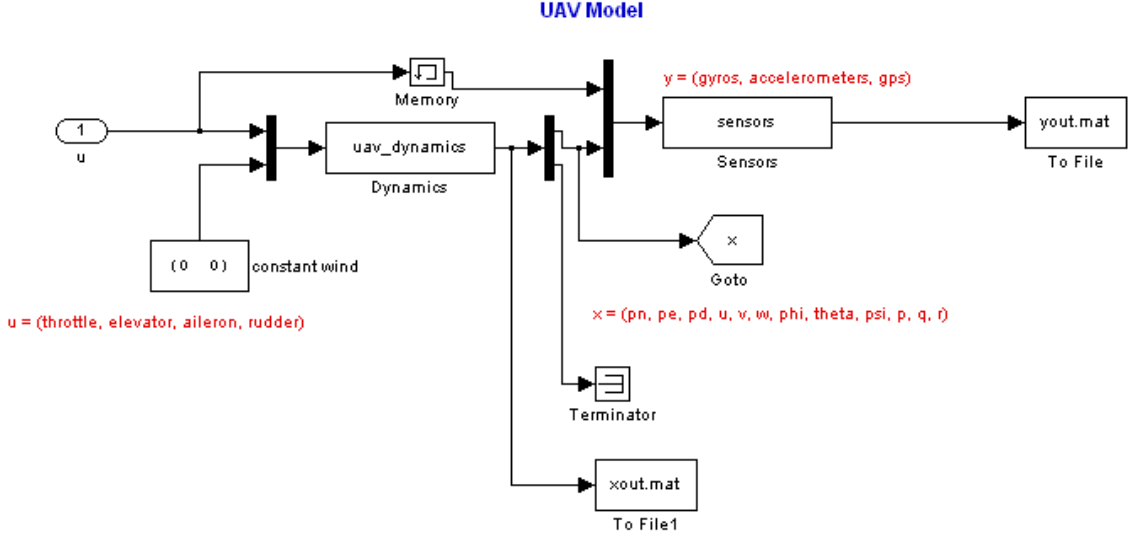 UAV Model
y = (gyros, accelerometers, gps)
Memory
1
u
uav_dynamics
Dynamics
sensors
Sensors
yout.mat
To File
(0 0)
constant wind
x
Goto
u = (throttle, elevator, aileron, rudder)
x = (pn, pe, pd, u, v, w, phi, theta, psi, p, q, r)
Terminator
xout.mat
To File1